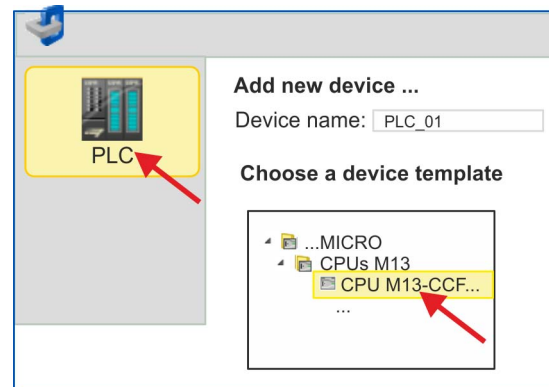 PLC
Add new device ...
Device name: PLC_01
Choose a device template
...MICRO
CPUs M13
CPU M13-CCF...
...